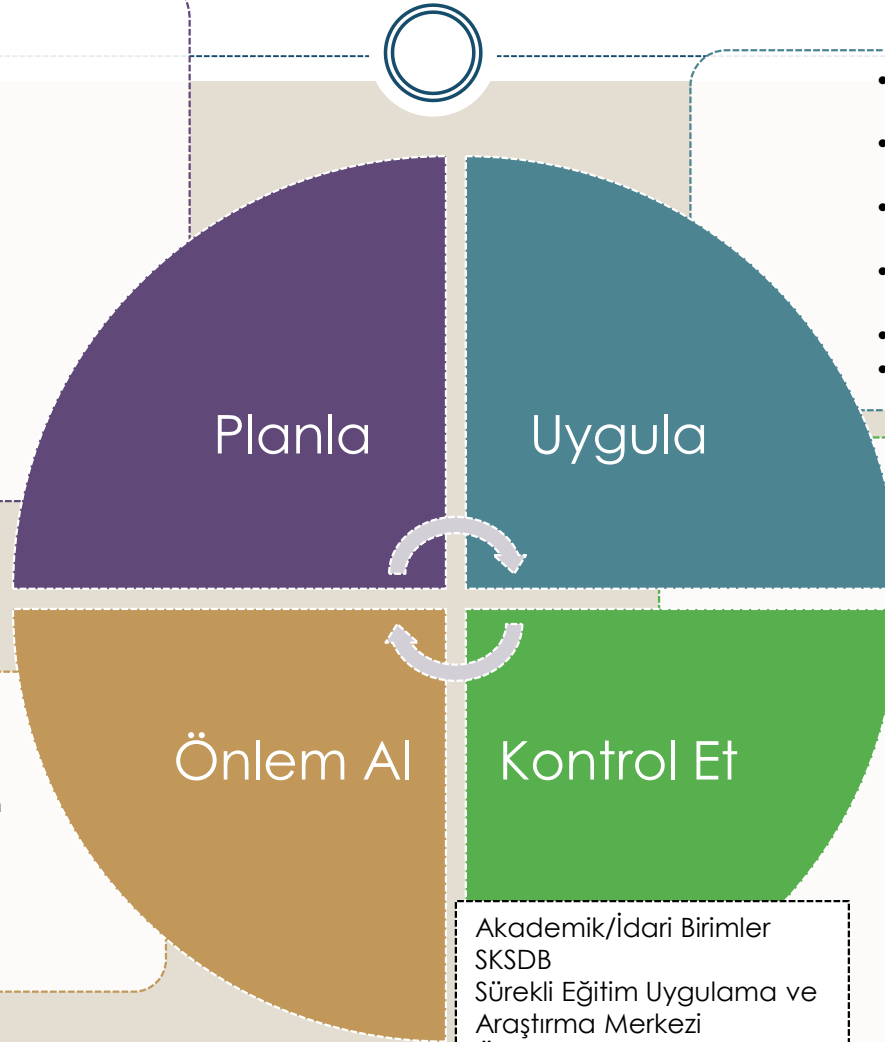 Planla
Uygula
Önlem Al
Kontrol Et
Akademik/İdari Birimler
SKSDB
Sürekli Eğitim Uygulama ve
Araştırma Merkezi